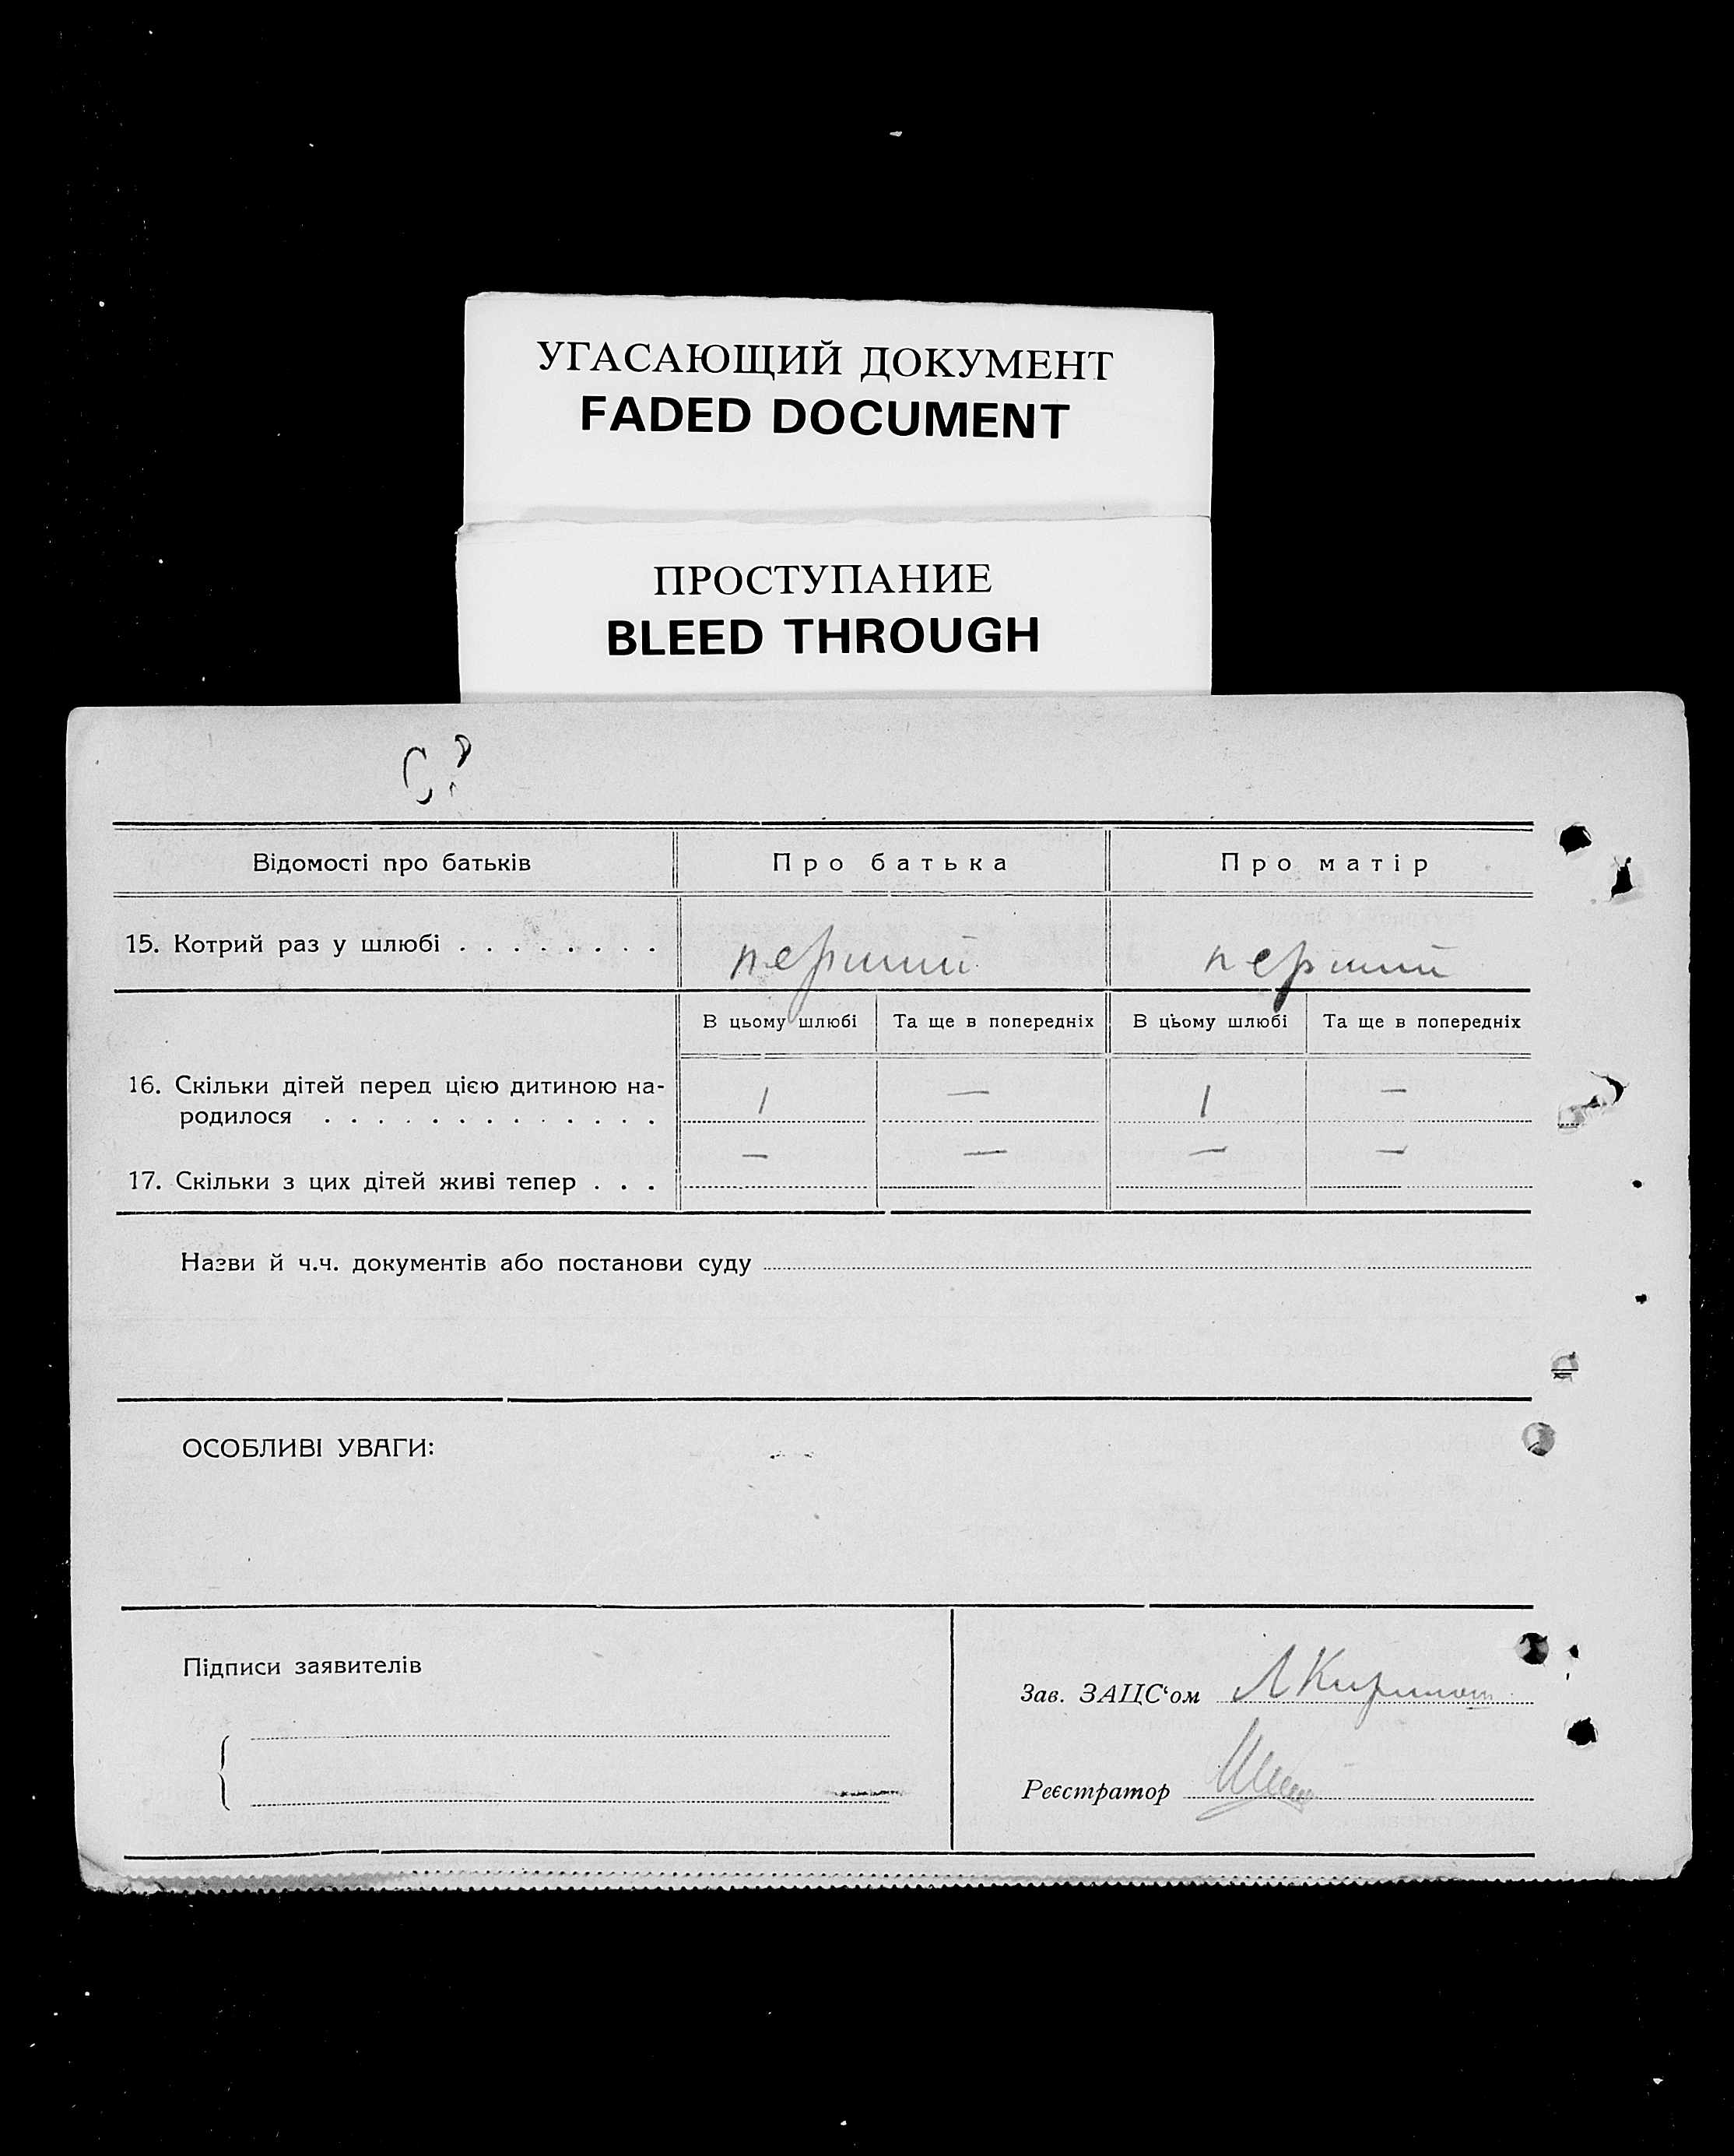 УГАСАЮЩИЙ ДОКУМЕНТ
FADED DOCUMENT
ПРОСТУПАНИЕ
BLEED THROUGH
Відомості про батьків Про батька Про матір
15. Котрий раз у шлюбі . . . . . . . . перший перший
В цьому шлюбі Та ще в попередніх В цьому шлюбі Та ще в попередніх
16. Скільки дітей перед цією дитиною на-
родилося . . . . . . . . . . . . . 1 — 1 —
17. Скільки з цих дітей живі тепер . . . — — — —
Назви й ч.ч. документів або постанови суду
ОСОБЛИВІ УВАГИ:
Підписи заявителів
Зав. ЗАЦС‘ом
Реєстратор